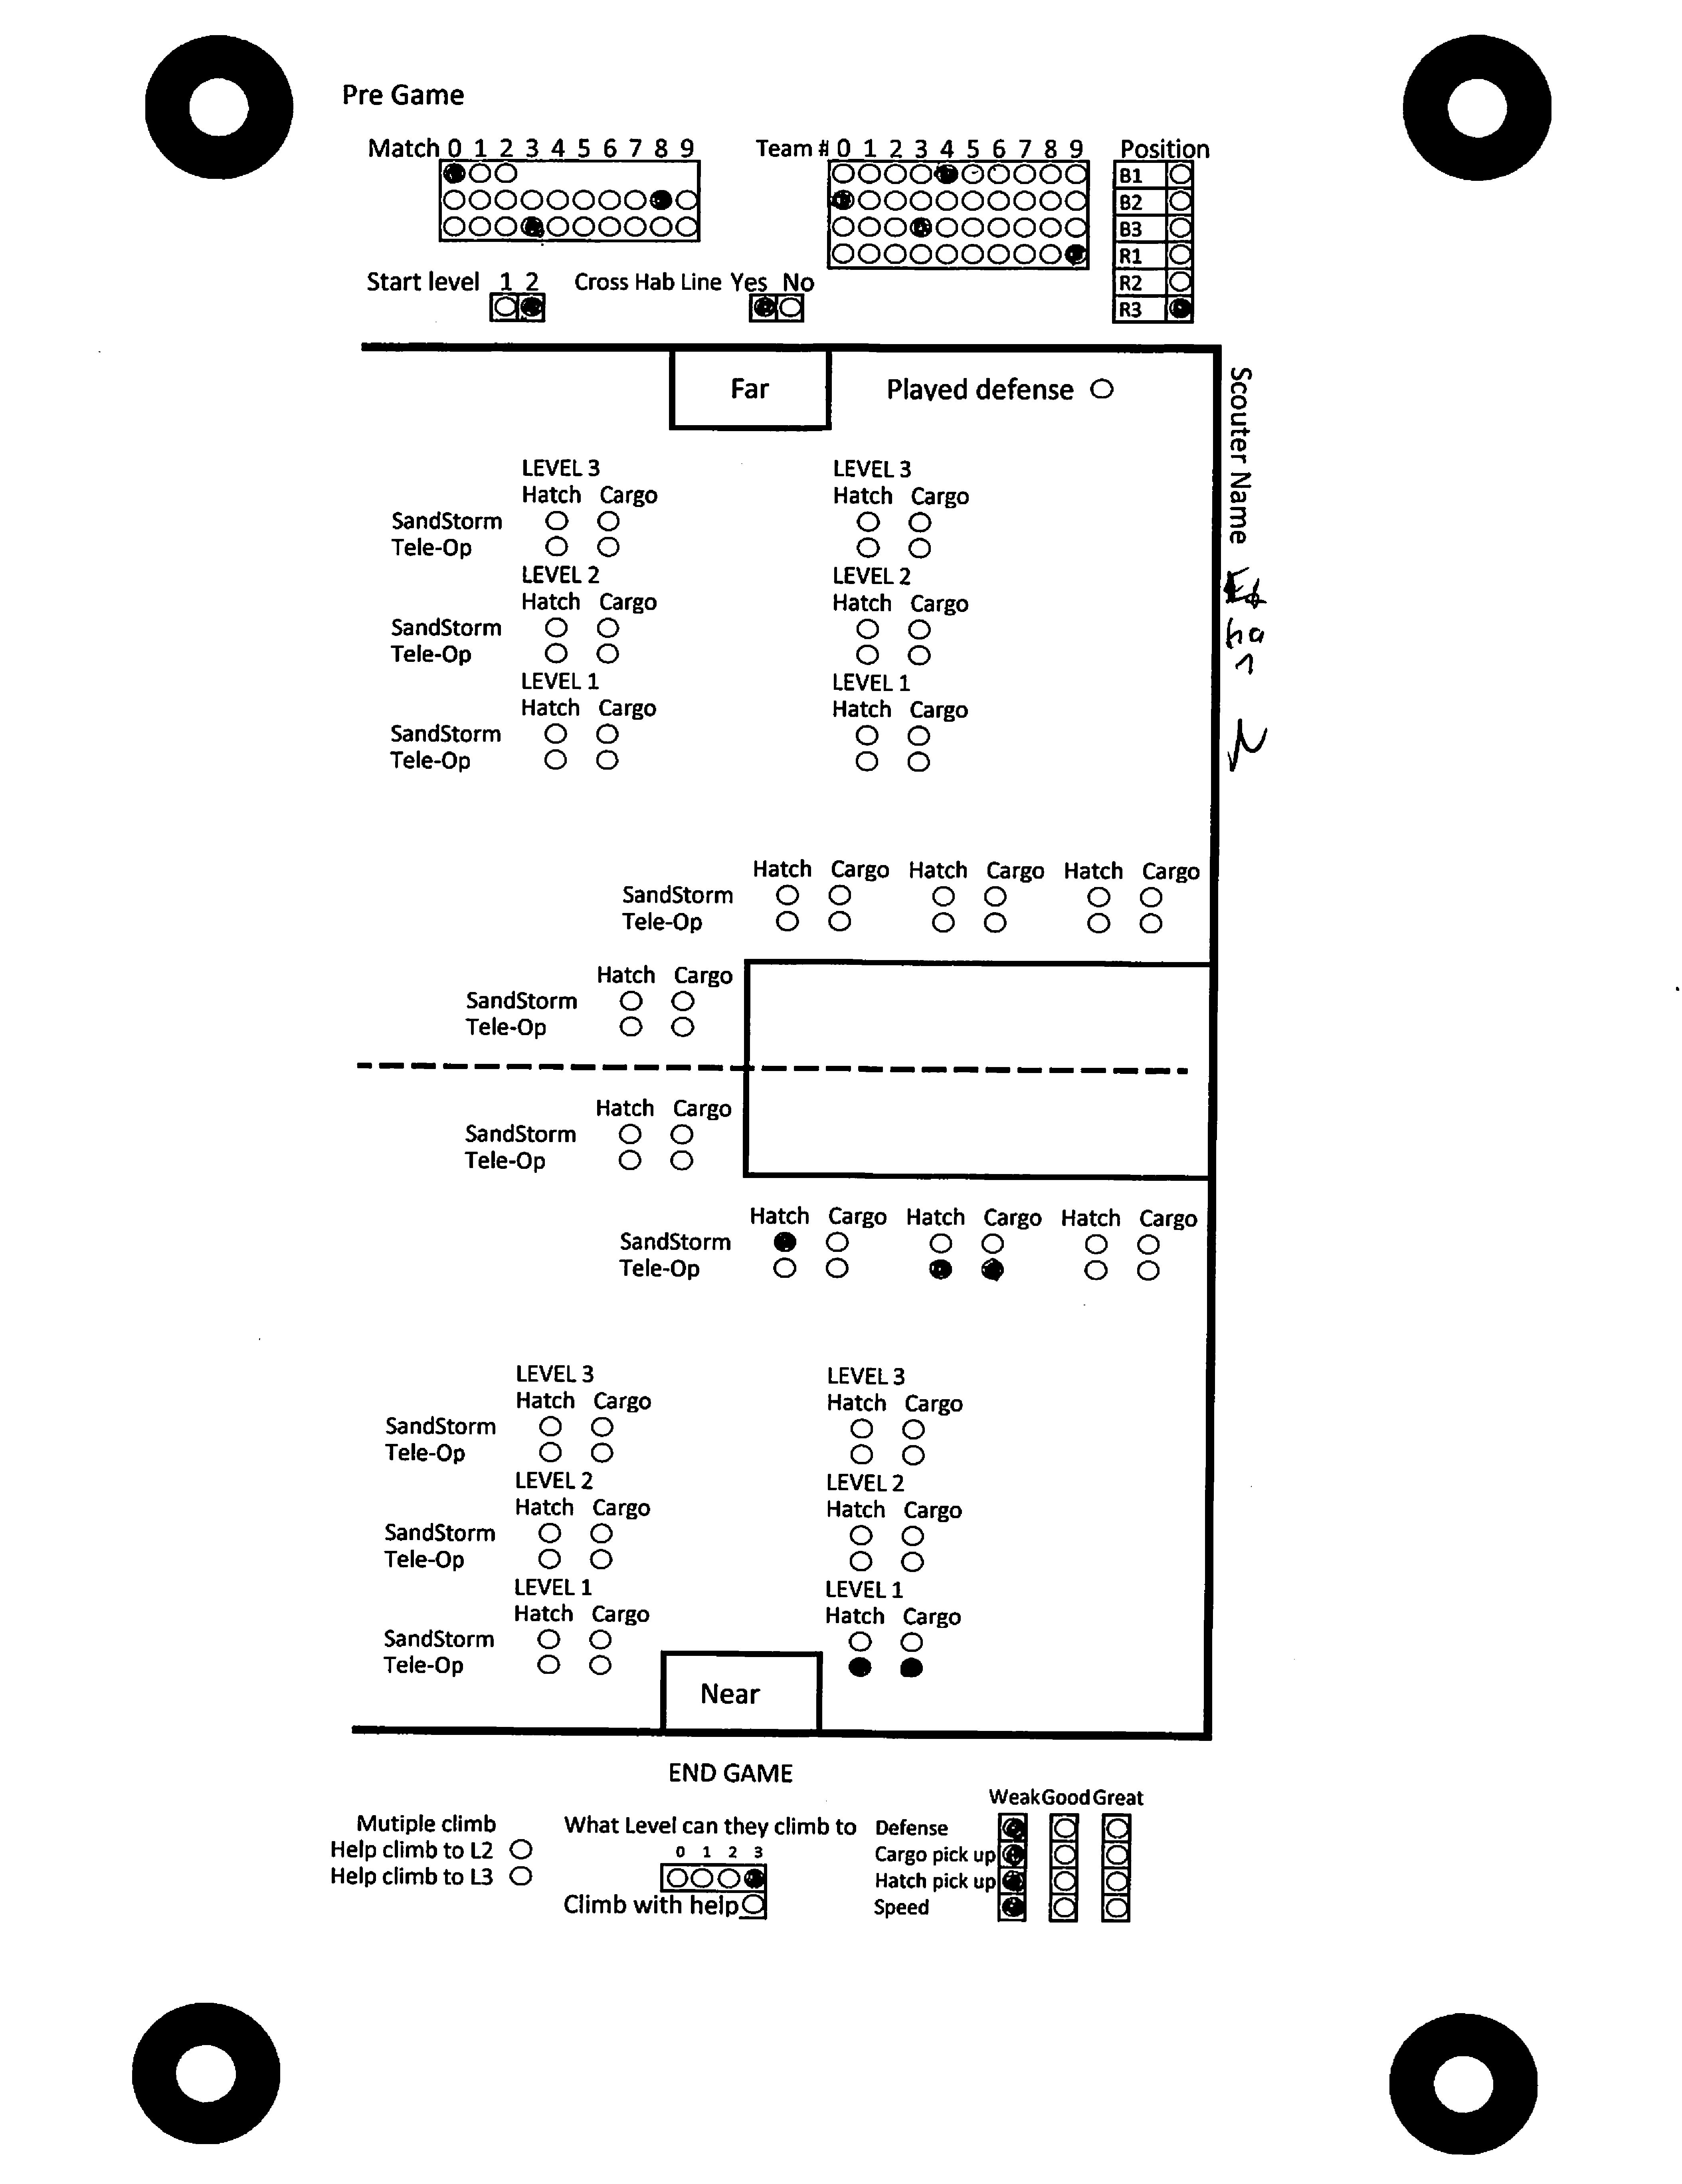 Pre Game
Match 0 1 2 3 4 5 6 7 8 9
Team # 0 1 2 3 4 5 6 7 8 9
Position
B1
B2
B3
R1
R2
R3
Start level 1 2
Cross Hab Line Yes No
Far
Played defense
Scouter Name
LEVEL 3 LEVEL 3
Hatch Cargo Hatch Cargo
SandStorm
Tele-Op
LEVEL 2 LEVEL 2
Hatch Cargo Hatch Cargo
SandStorm
Tele-Op
LEVEL 1 LEVEL 1
Hatch Cargo Hatch Cargo
SandStorm
Tele-Op
Hatch Cargo Hatch Cargo Hatch Cargo
SandStorm
Tele-Op
Hatch Cargo
SandStorm
Tele-Op
Hatch Cargo
SandStorm
Tele-Op
Hatch Cargo Hatch Cargo Hatch Cargo
SandStorm
Tele-Op
LEVEL 3 LEVEL 3
Hatch Cargo Hatch Cargo
SandStorm
Tele-Op
LEVEL 2 LEVEL 2
Hatch Cargo Hatch Cargo
SandStorm
Tele-Op
LEVEL 1 LEVEL 1
Hatch Cargo Hatch Cargo
SandStorm
Tele-Op
Near
END GAME
Mutiple climb
Help climb to L2
Help climb to L3
What Level can they climb to
0 1 2 3
Climb with help
Weak Good Great
Defense
Cargo pick up
Hatch pick up
Speed